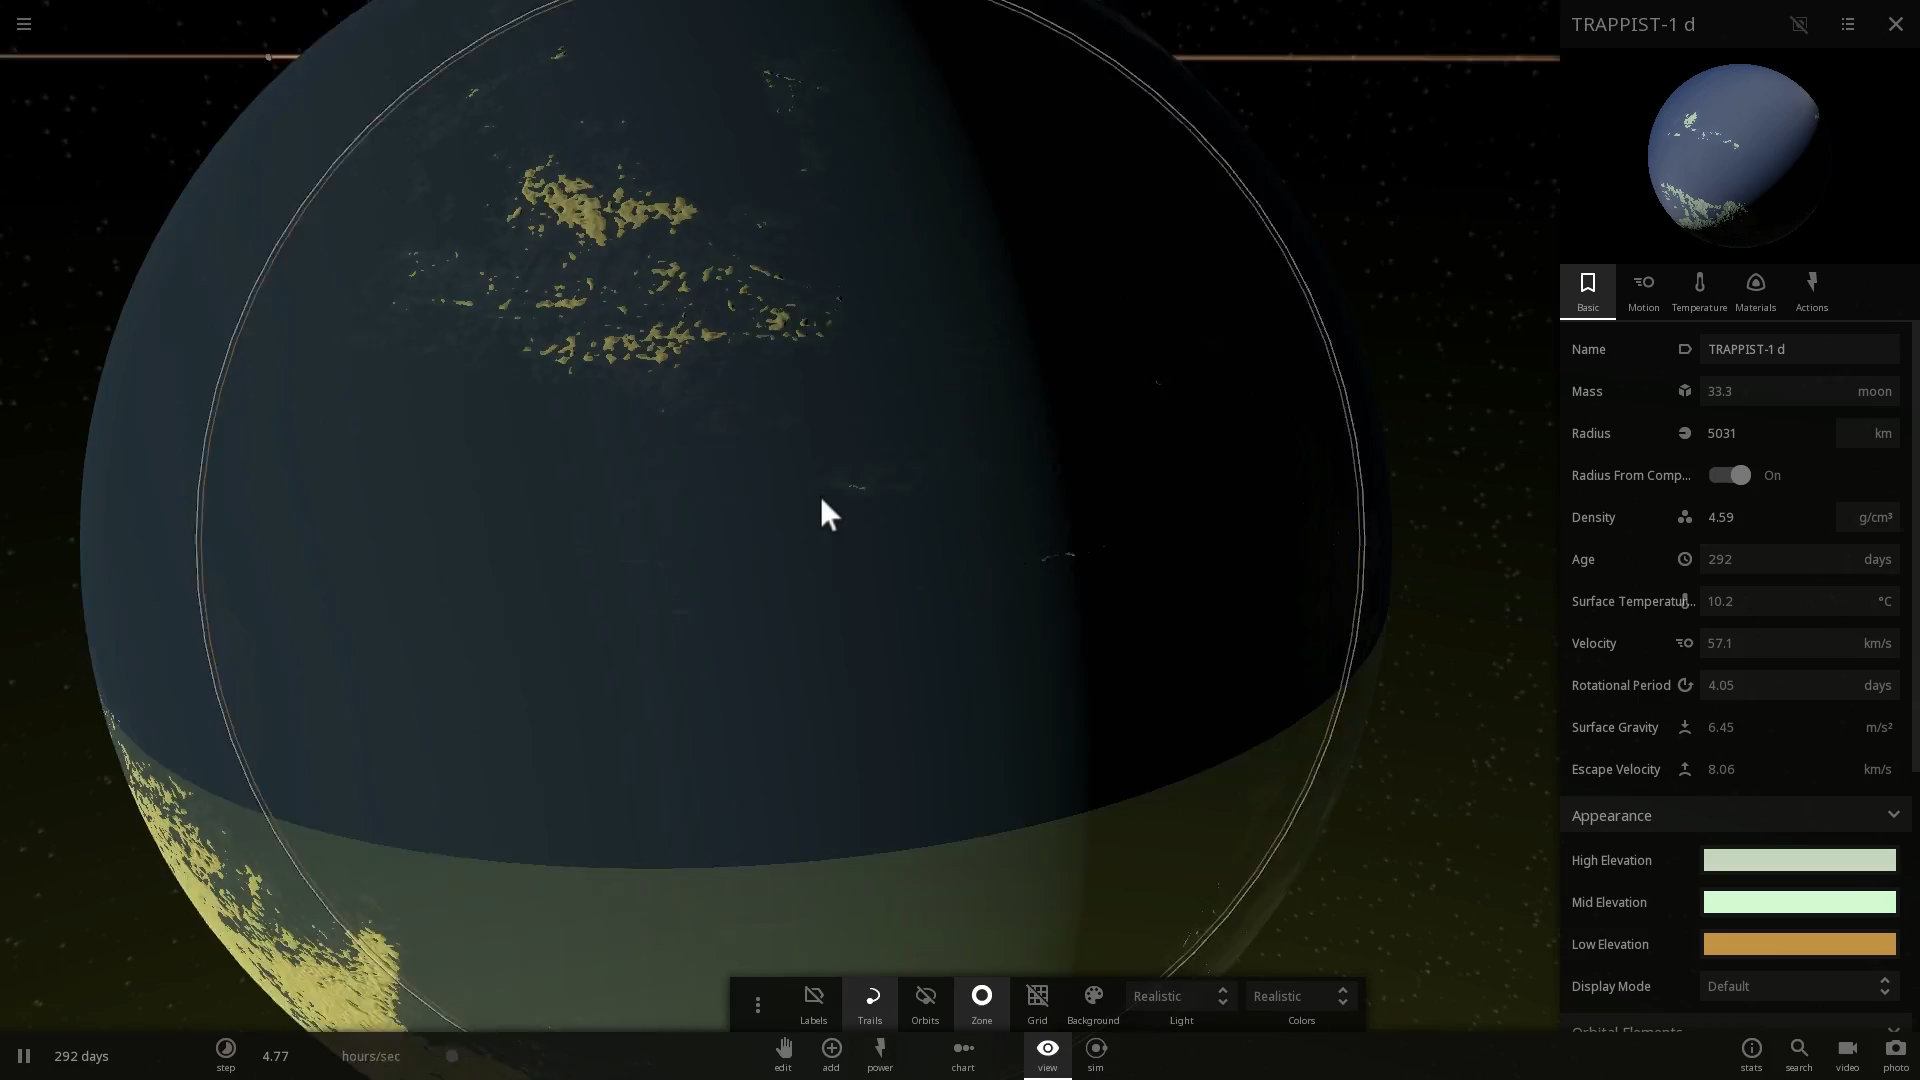 TRAPPIST-1 d
Basic
Motion
Temperature
Materials
Actions
Name
TRAPPIST-1 d
Mass
33.3
moon
Radius
5031
km
Radius From Comp...
On
Density
4.59
g/cm³
Age
292
days
Surface Temperatur...
10.2
°C
Velocity
57.1
km/s
Rotational Period
4.05
days
Surface Gravity
6.45
m/s²
Escape Velocity
8.06
km/s
Appearance
High Elevation
Mid Elevation
Low Elevation
Display Mode
Default
Orbital Elements
Labels
Trails
Orbits
Zone
Grid
Background
Realistic
Light
Realistic
Colors
292 days
step
4.77
hours/sec
edit
add
power
chart
view
sim
stats
search
video
photo